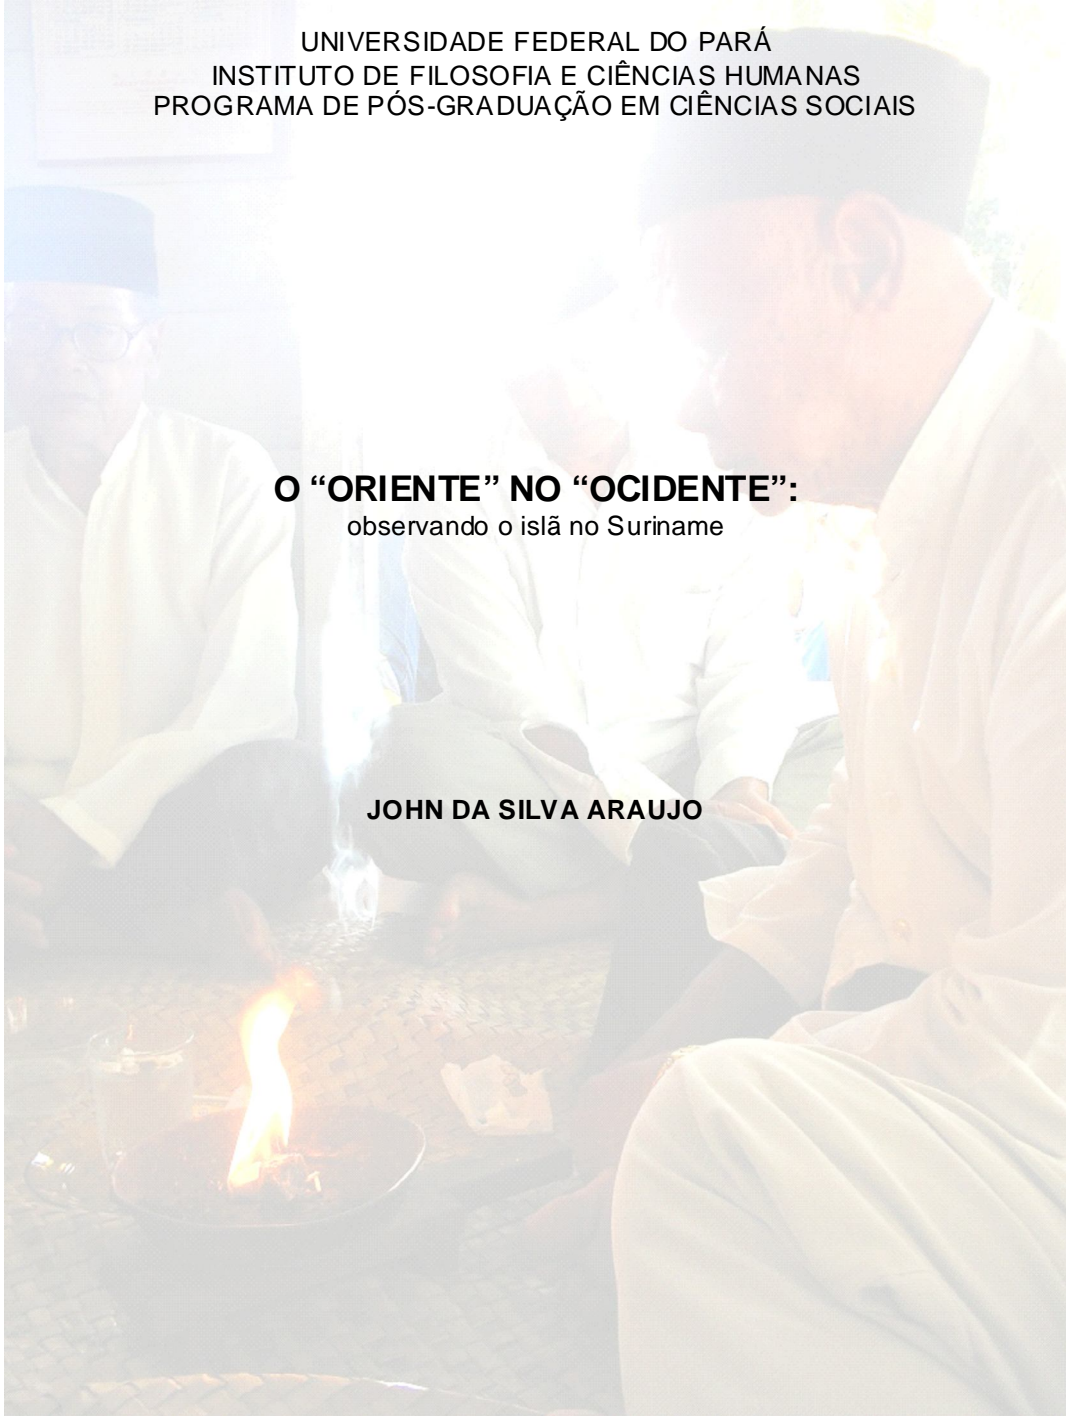 UNIVERSIDADE FEDERAL DO PARÁ
INSTITUTO DE FILOSOFIA E CIÊNCIAS HUMANAS
PROGRAMA DE PÓS-GRADUAÇÃO EM CIÊNCIAS SOCIAIS
O “ORIENTE” NO “OCIDENTE”:
observando o islã no Suriname
JOHN DA SILVA ARAUJO